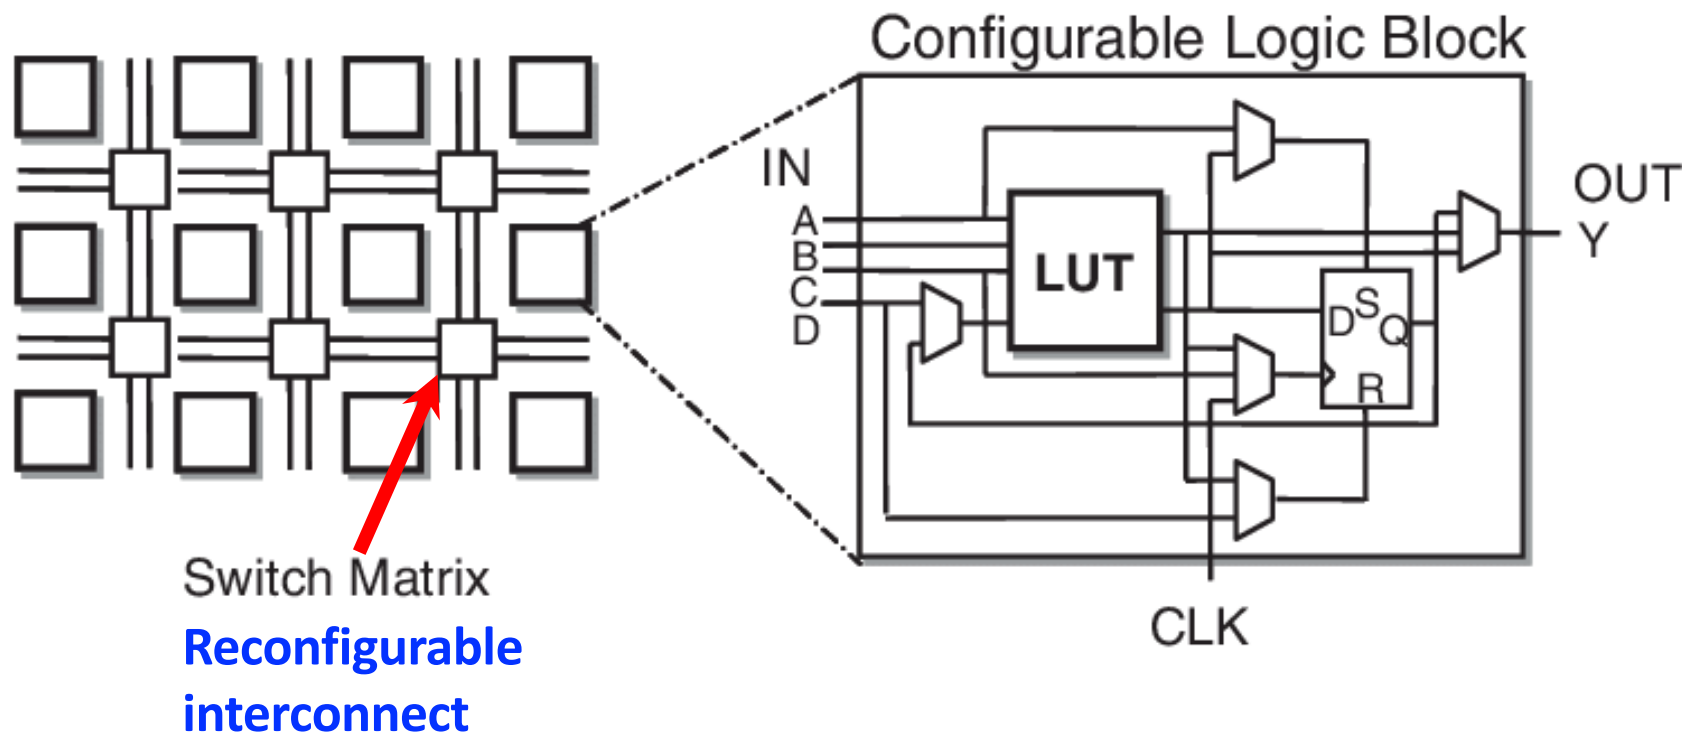 Configurable Logic Block
IN
A
B
C
D
LUT
D
S
Q
R
OUT
Y
CLK
Switch Matrix
Reconfigurable
interconnect